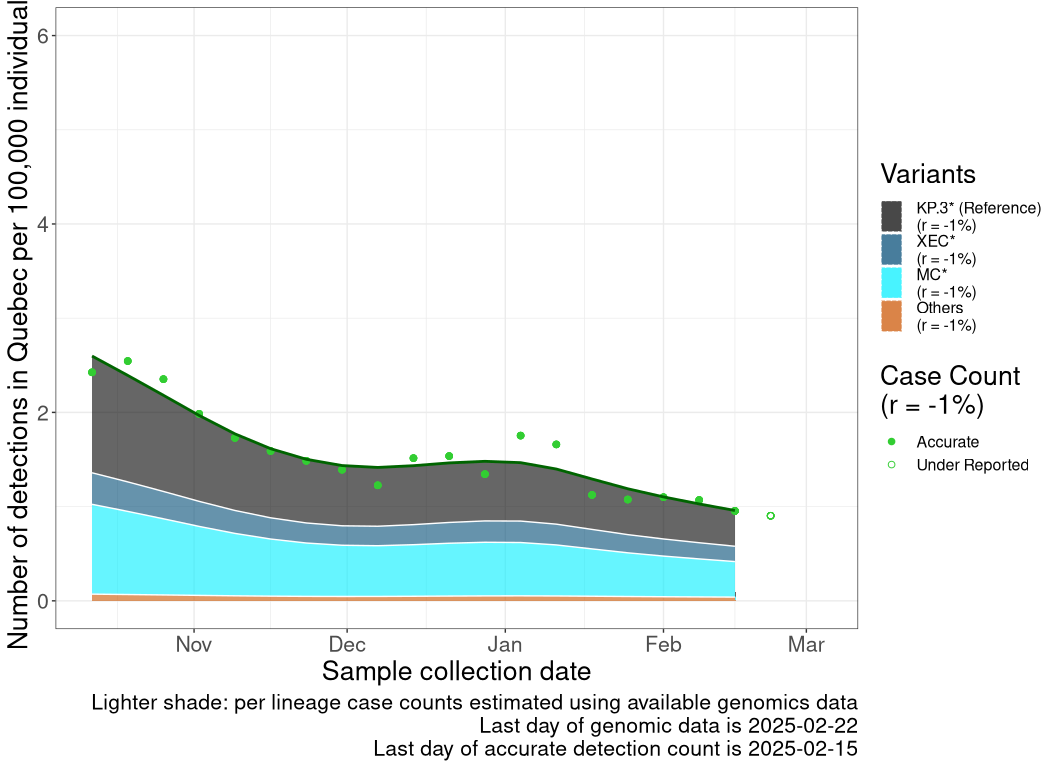 Number of detections in Quebec per 100,000 individual
6
4
2
0
Nov
Dec
Jan
Feb
Mar
Sample collection date
Lighter shade: per lineage case counts estimated using available genomics data
Last day of genomic data is 2025-02-22
Last day of accurate detection count is 2025-02-15
Variants
KP.3* (Reference)
(r = -1%)
XEC*
(r = -1%)
MC*
(r = -1%)
Others
(r = -1%)
Case Count
(r = -1%)
Accurate
Under Reported